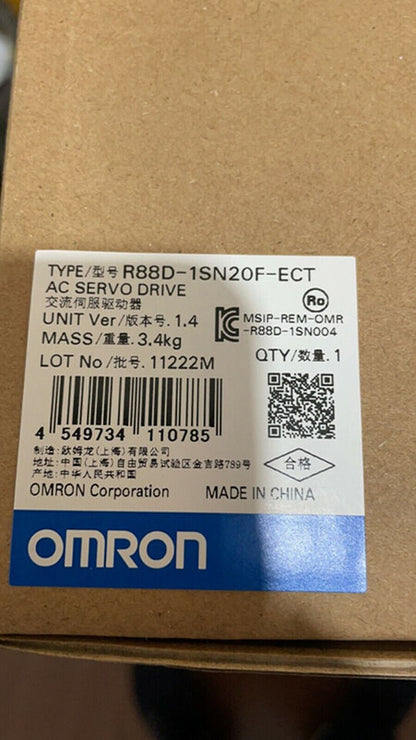 TYPE/型号 R88D-1SN20F-ECT
AC SERVO DRIVE
交流伺服驱动器
Ro
UNIT Ver/版本号. 1.4
MSIP-REM-OMR
-R88D-1SN004
MASS/重量. 3.4kg
LOT No/批号. 11222M
QTY/数量. 1
4 549734 110785
制造: 欧姆龙(上海)有限公司
地址: 中国(上海)自由贸易试验区金吉路789号
产地: 中华人民共和国
合格
OMRON Corporation
MADE IN CHINA
OMRON